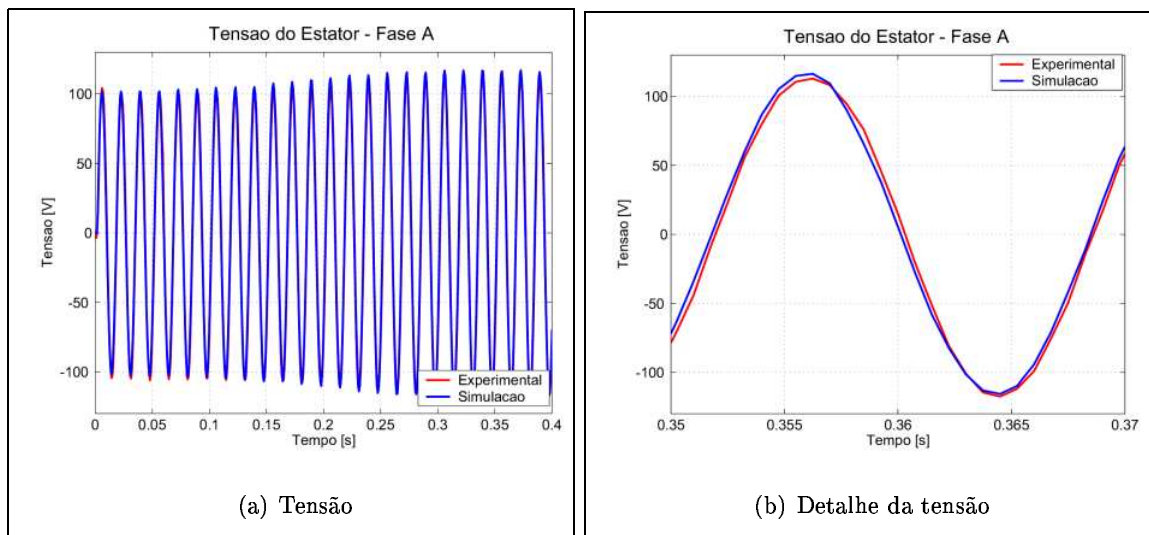 Tensao do Estator - Fase A
Tensao [V]
100
50
0
-50
-100
Experimental
Simulacao
0
0.05
0.1
0.15
0.2
0.25
0.3
0.35
0.4
Tempo [s]
(a) Tensão
Tensao do Estator - Fase A
Tensao [V]
100
50
0
-50
-100
Experimental
Simulacao
0.35
0.355
0.36
0.365
0.37
Tempo [s]
(b) Detalhe da tensão